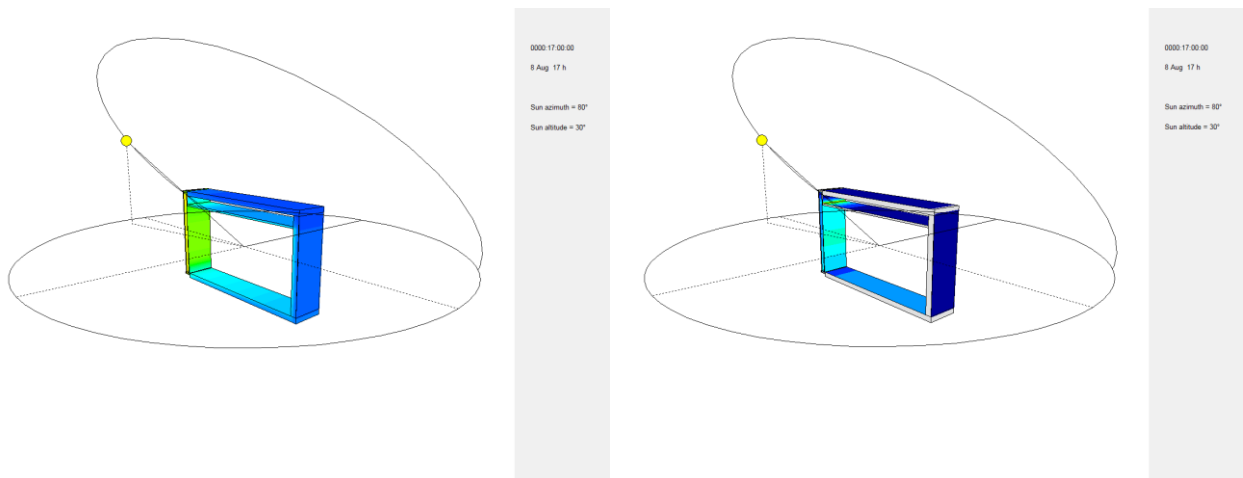 0000:17:00:00
8 Aug 17 h
Sun azimuth = 80°
Sun altitude = 30°
0000:17:00:00
8 Aug 17 h
Sun azimuth = 80°
Sun altitude = 30°